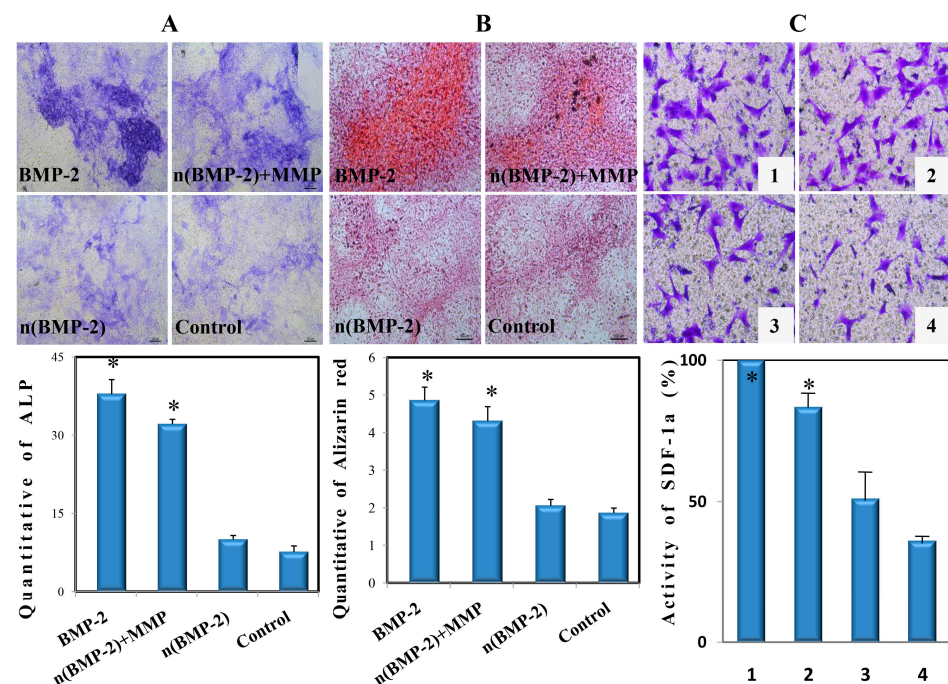 A
B
C
BMP-2
n(BMP-2)+MMP
BMP-2
n(BMP-2)+MMP
1
2
n(BMP-2)
Control
n(BMP-2)
Control
3
4
Quantitative of ALP
45
30
15
0
*
*
BMP-2
n(BMP-2)+MMP
n(BMP-2)
Control
Quantitative of Alizarin red
6
5
4
3
2
1
0
*
*
BMP-2
n(BMP-2)+MMP
n(BMP-2)
Control
Activity of SDF-1a (%)
100
50
0
*
*
1
2
3
4